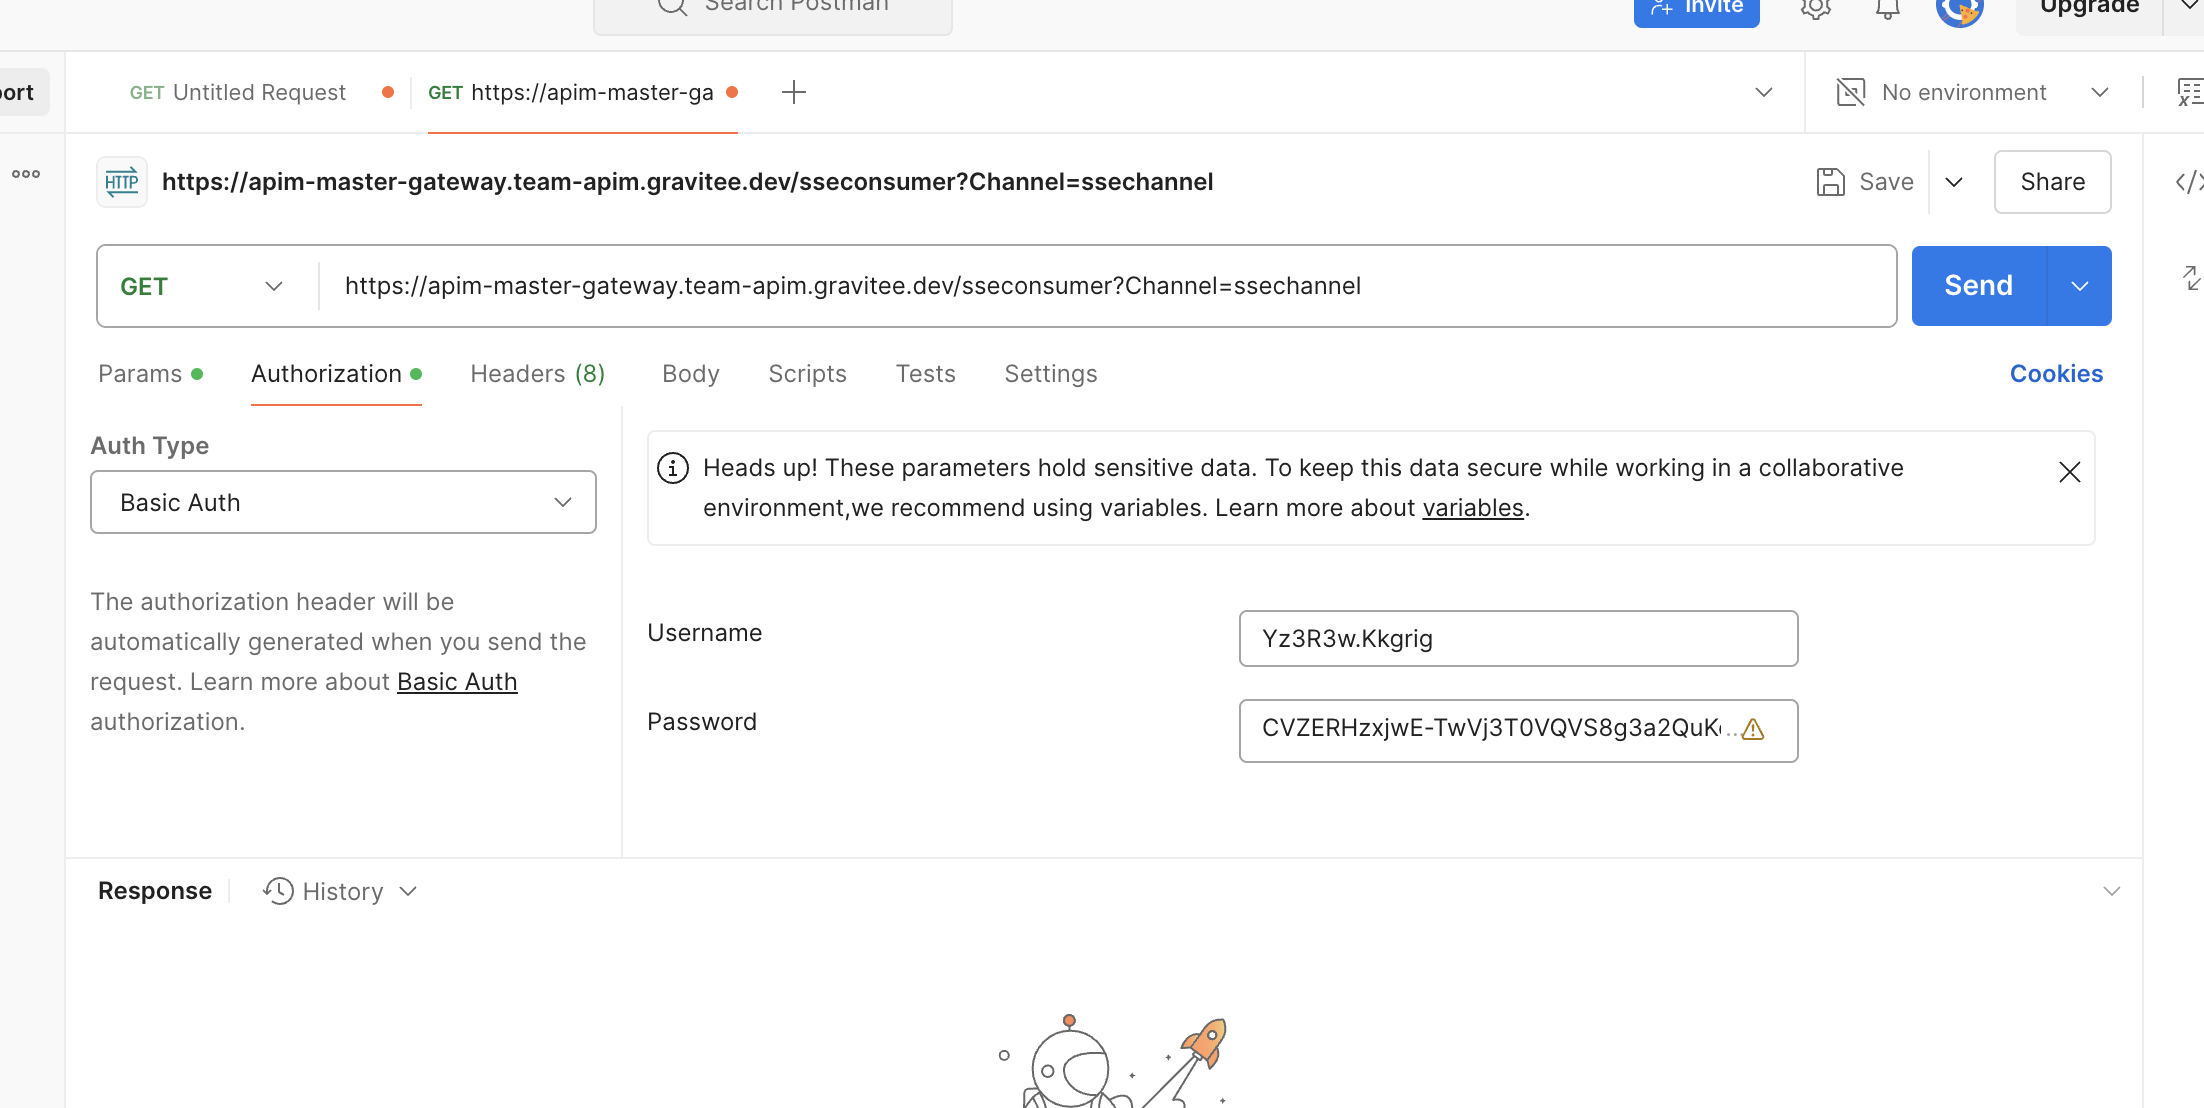 Search Postman
Invite
Upgrade
GET Untitled Request
GET https://apim-master-ga
No environment
HTTP
https://apim-master-gateway.team-apim.gravitee.dev/sseconsumer?Channel=ssechannel
Save
Share
GET
https://apim-master-gateway.team-apim.gravitee.dev/sseconsumer?Channel=ssechannel
Send
Params
Authorization
Headers (8)
Body
Scripts
Tests
Settings
Cookies
Auth Type
Basic Auth
The authorization header will be
automatically generated when you send the
request. Learn more about Basic Auth
authorization.
Heads up! These parameters hold sensitive data. To keep this data secure while working in a collaborative
environment,we recommend using variables. Learn more about variables.
Username
Yz3R3w.Kkgrig
Password
CVZERHzxjwE-TwVj3T0VQVS8g3a2QuK...
Response
History